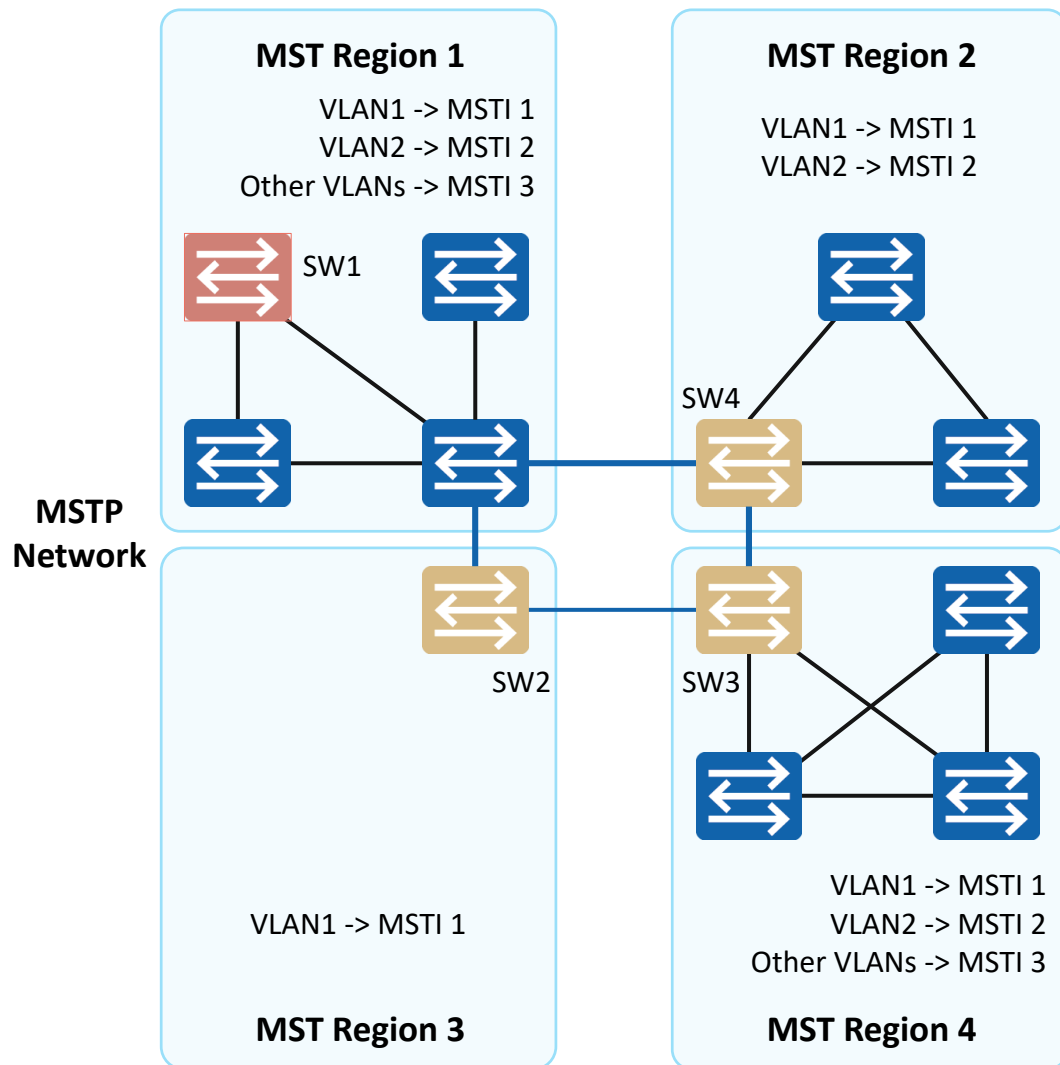 MST Region 1
VLAN1 -> MSTI 1
VLAN2 -> MSTI 2
Other VLANs -> MSTI 3
SW1
MST Region 2
VLAN1 -> MSTI 1
VLAN2 -> MSTI 2
SW4
MSTP
Network
SW2
VLAN1 -> MSTI 1
MST Region 3
SW3
VLAN1 -> MSTI 1
VLAN2 -> MSTI 2
Other VLANs -> MSTI 3
MST Region 4